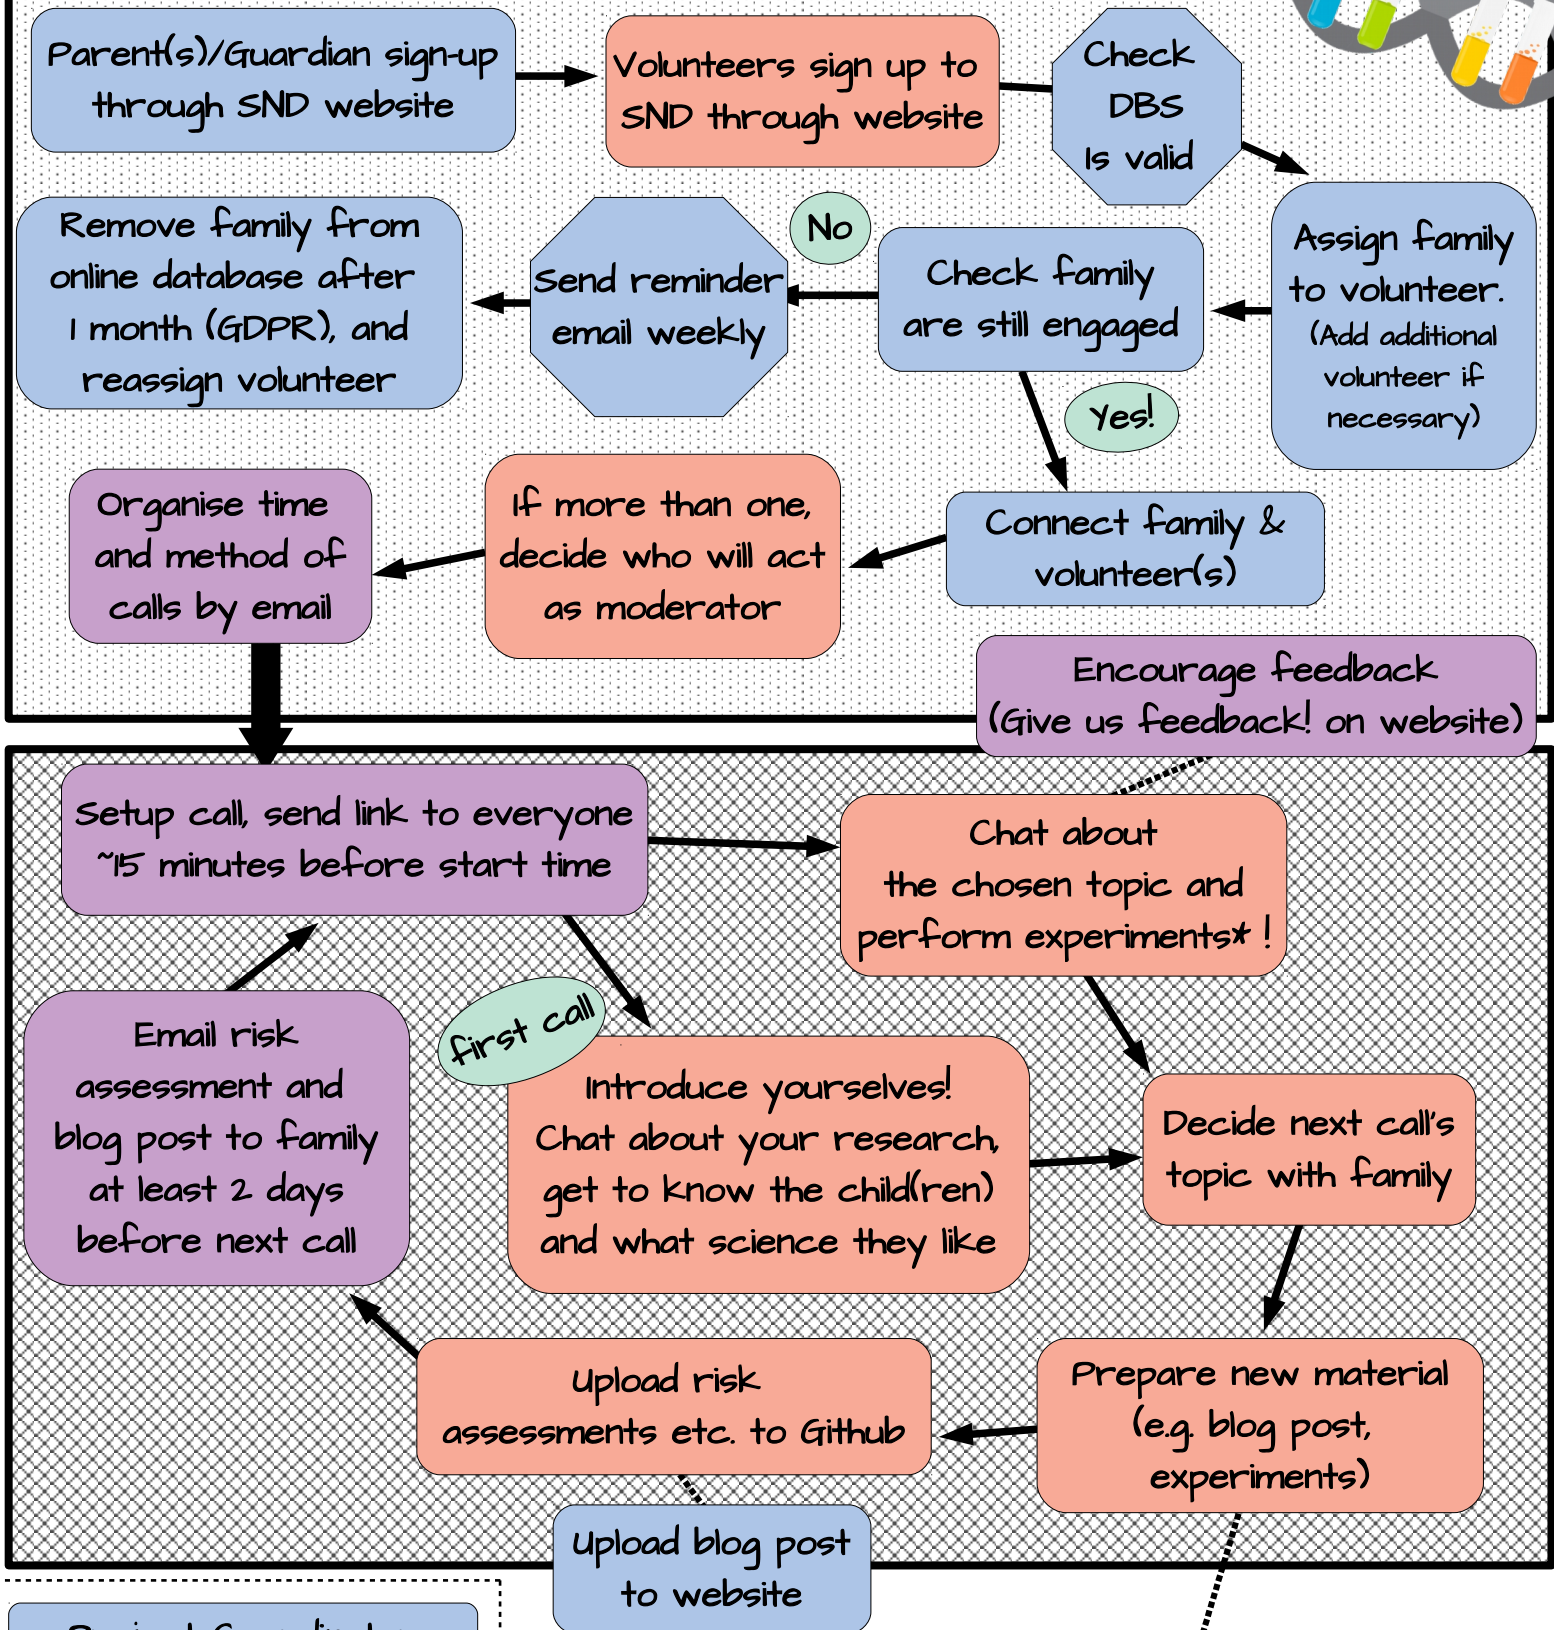 Parent(s)/Guardian sign-up
through SND website
Volunteers sign up to
SND through website
Check
DBS
Is valid
Assign family
to volunteer.
(Add additional
volunteer if
necessary)
Check family
are still engaged
No
Send reminder
email weekly
Remove family from
online database after
1 month (GDPR), and
reassign volunteer
Yes!
Connect family &
volunteer(s)
If more than one,
decide who will act
as moderator
Organise time
and method of
calls by email
Encourage feedback
(Give us feedback! on website)
Setup call, send link to everyone
~15 minutes before start time
Chat about
the chosen topic and
perform experiments* !
first call
Introduce yourselves!
Chat about your research,
get to know the child(ren)
and what science they like
Decide next call's
topic with family
Prepare new material
(e.g. blog post,
experiments)
Upload risk
assessments etc. to Github
Email risk
assessment and
blog post to family
at least 2 days
before next call
Upload blog post
to website